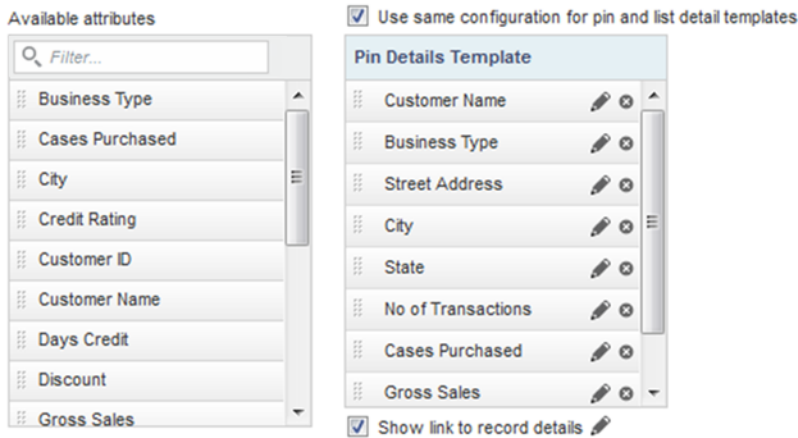 Available attributes
Filter...
Business Type
Cases Purchased
City
Credit Rating
Customer ID
Customer Name
Days Credit
Discount
Gross Sales
Use same configuration for pin and list detail templates
Pin Details Template
Customer Name
Business Type
Street Address
City
State
No of Transactions
Cases Purchased
Gross Sales
Show link to record details